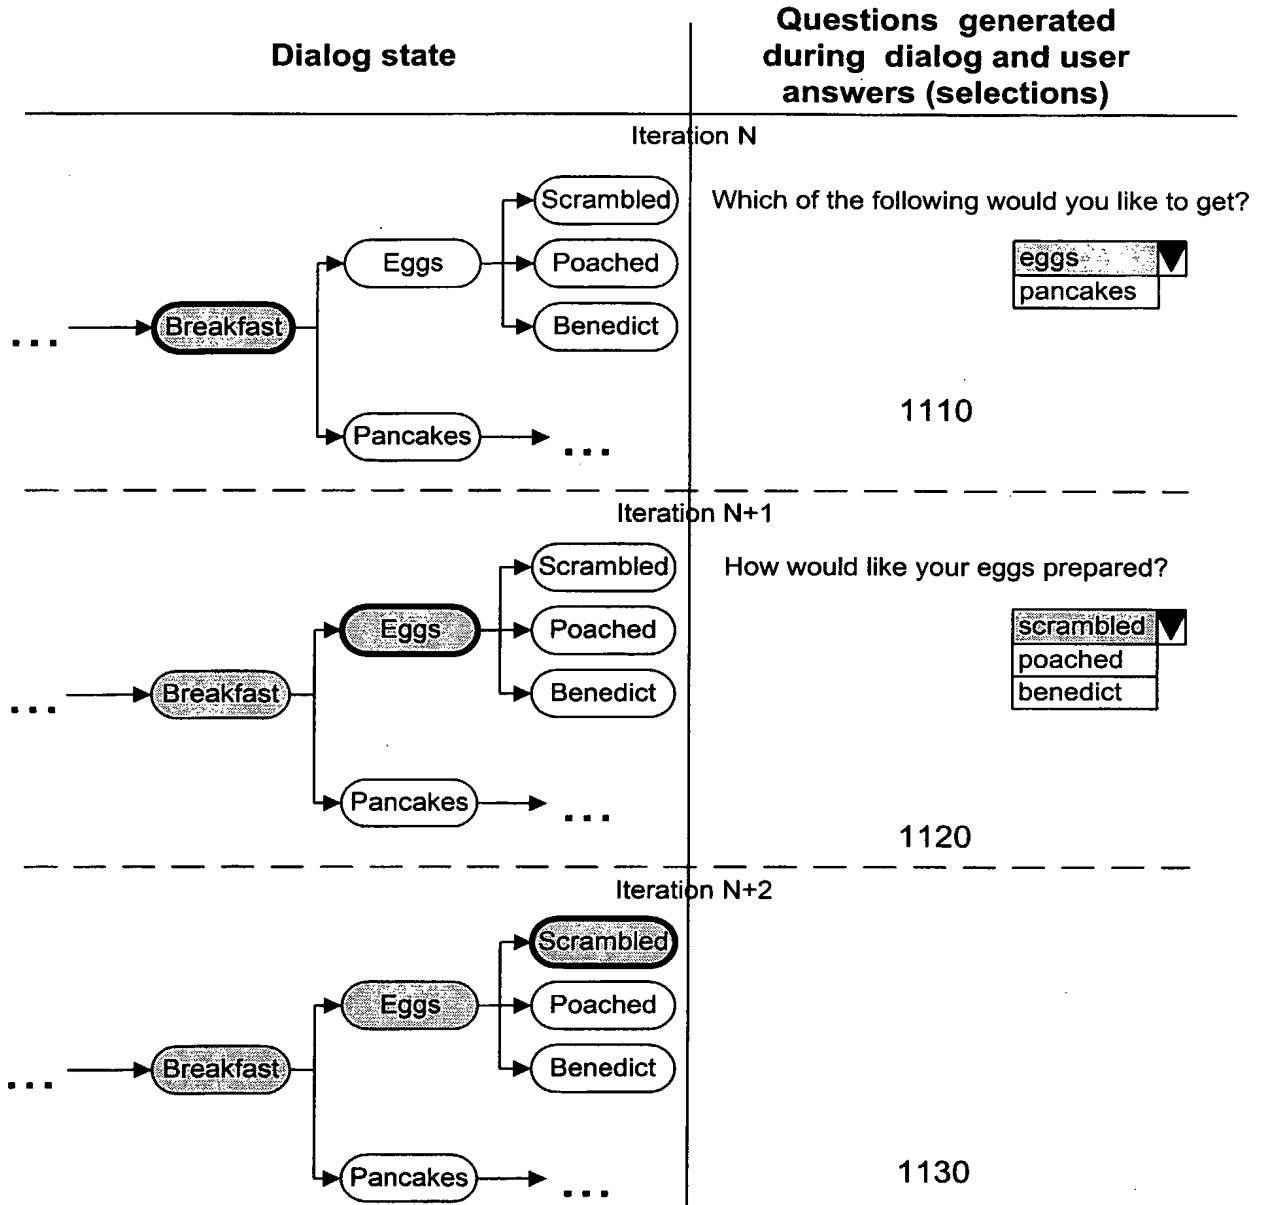 Dialog state
Questions generated
during dialog and user
answers (selections)
Iteration N
Scrambled
Which of the following would you like to get?
Eggs
Poached
eggs
pancakes
...
Breakfast
Benedict
1110
Pancakes
...
Iteration N+1
Scrambled
How would like your eggs prepared?
Eggs
Poached
scrambled
poached
benedict
...
Breakfast
Benedict
Pancakes
...
1120
Iteration N+2
Scrambled
Eggs
Poached
...
Breakfast
Benedict
Pancakes
...
1130